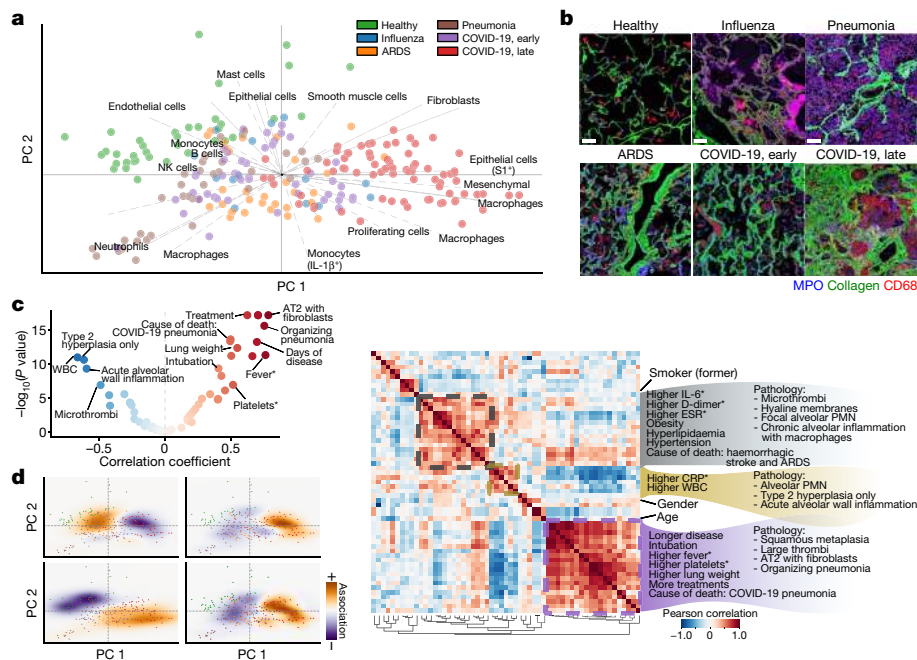 a
Healthy
Influenza
ARDS
Pneumonia
COVID-19, early
COVID-19, late
PC 2
Mast cells
Epithelial cells
Smooth muscle cells
Endothelial cells
Fibroblasts
Monocytes
B cells
NK cells
Epithelial cells
(S1⁺)
Mesenchymal
Macrophages
Proliferating cells
Macrophages
Neutrophils
Macrophages
Monocytes
(IL-1β⁺)
PC 1
b
Healthy
Influenza
Pneumonia
ARDS
COVID-19, early
COVID-19, late
MPO Collagen CD68
c
–log₁₀(P value)
15
10
5
0
Treatment
AT2 with
fibroblasts
Cause of death:
COVID-19 pneumonia
Organizing
pneumonia
Type 2
hyperplasia only
Lung weight
Days of
disease
WBC
Acute alveolar
wall inflammation
Intubation
Fever*
Microthrombi
Platelets*
–0.5
0
0.5
Correlation coefficient
d
PC 2
PC 2
PC 1
PC 1
+
Association
–
Smoker (former)
Higher IL-6*
Higher D-dimer*
Higher ESR*
Obesity
Hyperlipidaemia
Hypertension
Cause of death: haemorrhagic
stroke and ARDS
Pathology:
- Microthrombi
- Hyaline membranes
- Focal alveolar PMN
- Chronic alveolar inflammation
with macrophages
Higher CRP*
Higher WBC
Pathology:
- Alveolar PMN
- Type 2 hyperplasia only
- Acute alveolar wall inflammation
Gender
Age
Longer disease
Intubation
Higher fever*
Higher platelets*
Higher lung weight
More treatments
Cause of death: COVID-19 pneumonia
Pathology:
- Squamous metaplasia
- Large thrombi
- AT2 with fibroblasts
- Organizing pneumonia
Pearson correlation
–1.0
0
1.0